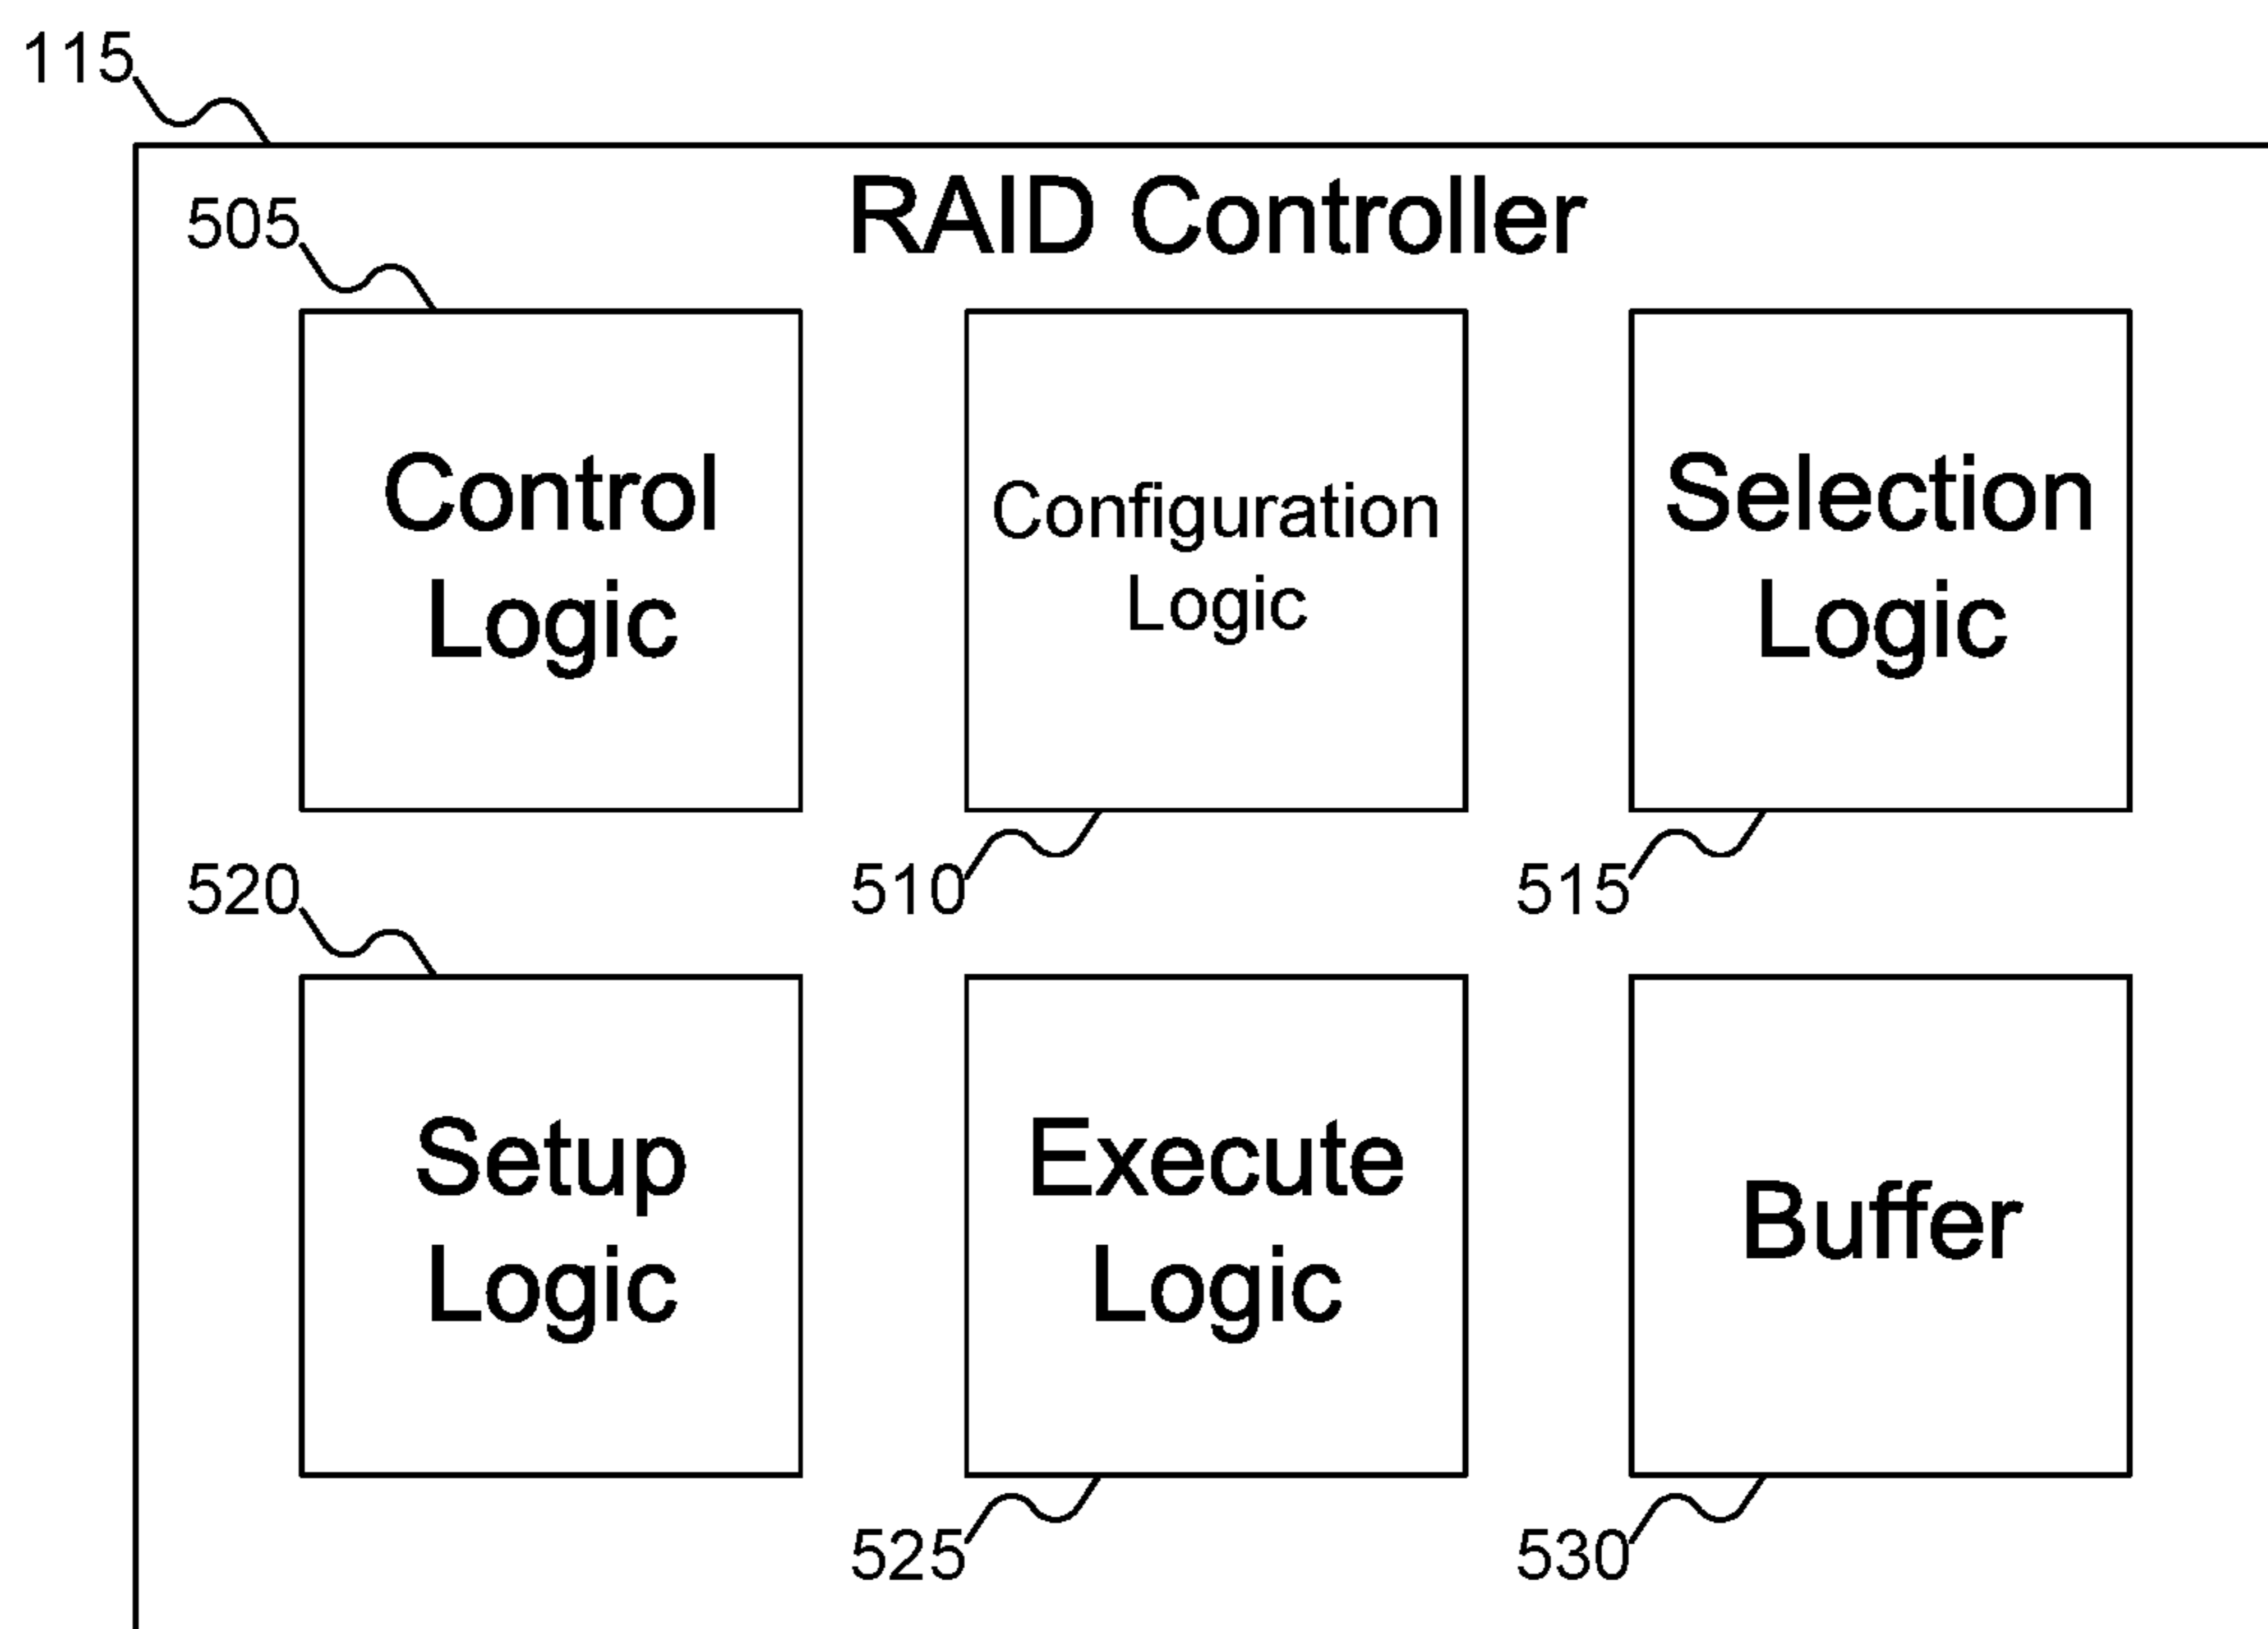 115
RAID Controller
505
Control
Logic
Configuration
Logic
Selection
Logic
510
515
520
Setup
Logic
Execute
Logic
Buffer
525
530